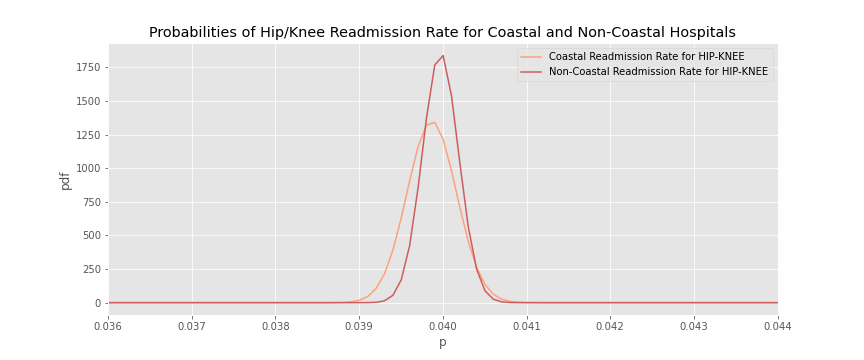 Probabilities of Hip/Knee Readmission Rate for Coastal and Non-Coastal Hospitals
Coastal Readmission Rate for HIP-KNEE
Non-Coastal Readmission Rate for HIP-KNEE
pdf
1750
1500
1250
1000
750
500
250
0
0.036 0.037 0.038 0.039 0.040 0.041 0.042 0.043 0.044
p